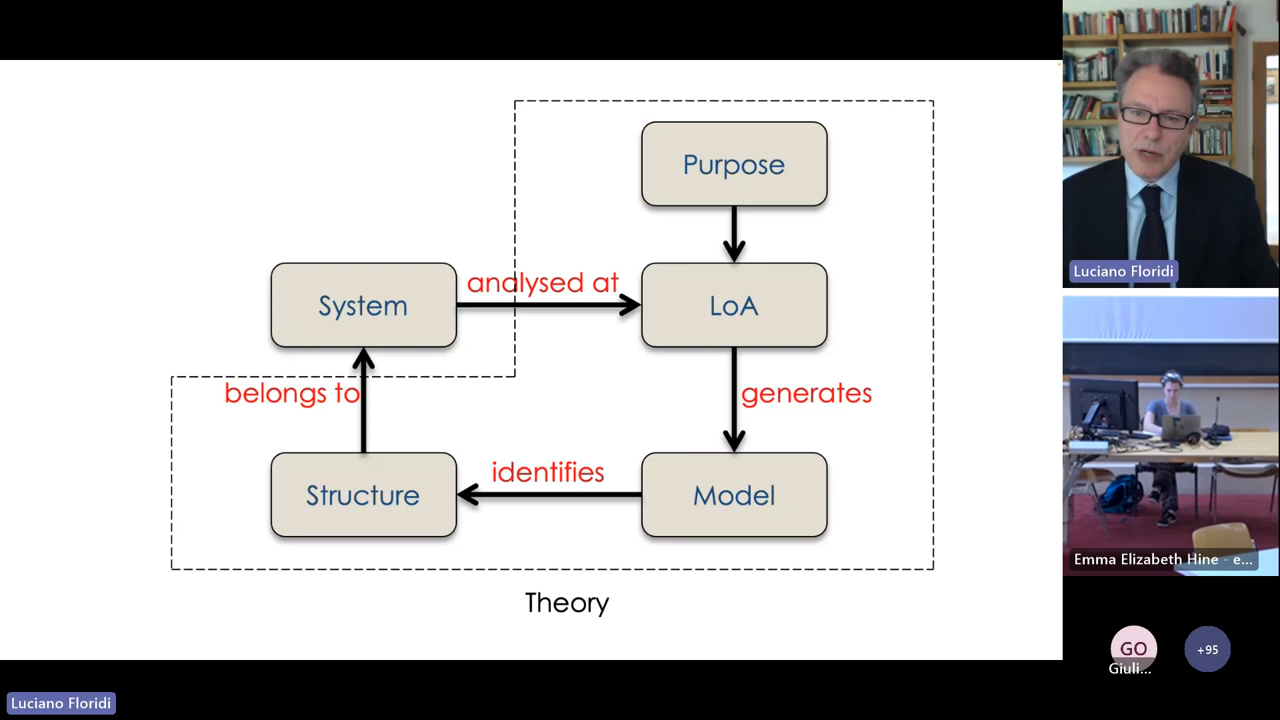 Purpose
analysed at
System
LoA
belongs to
generates
identifies
Structure
Model
Theory
Luciano Floridi
Emma Elizabeth Hine - e...
GO
Giuli...
+95
Luciano Floridi